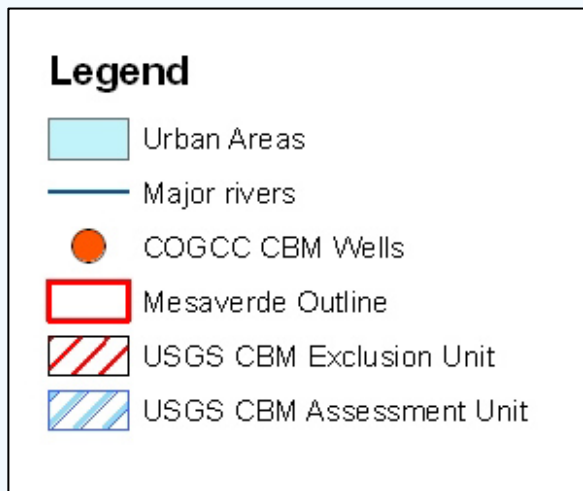 Legend
Urban Areas
Major rivers
COGCC CBM Wells
Mesaverde Outline
USGS CBM Exclusion Unit
USGS CBM Assessment Unit